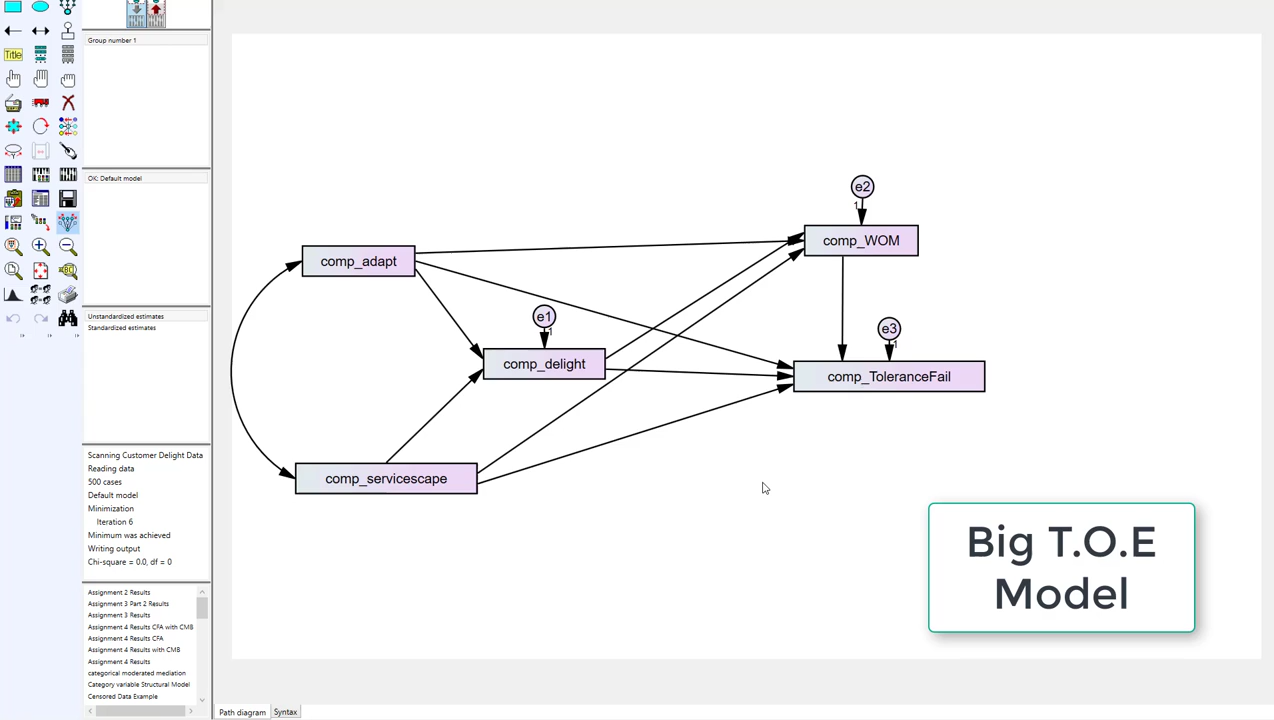 Title
Group number 1
OK: Default model
Unstandardized estimates
Standardized estimates
Scanning Customer Delight Data
Reading data
500 cases
Default model
Minimization
Iteration 6
Minimum was achieved
Writing output
Chi-square = 0.0, df = 0
Assignment 2 Results
Assignment 3 Part 2 Results
Assignment 3 Results
Assignment 4 Results CFA with CMB
Assignment 4 Results CFA
Assignment 4 Results with CMB
Assignment 4 Results
categorical moderated mediation
Category variable Structural Model
Censored Data Example
e2
1
comp_WOM
comp_adapt
e1
1
e3
1
comp_delight
comp_ToleranceFail
comp_servicescape
Big T.O.E
Model
Path diagram
Syntax